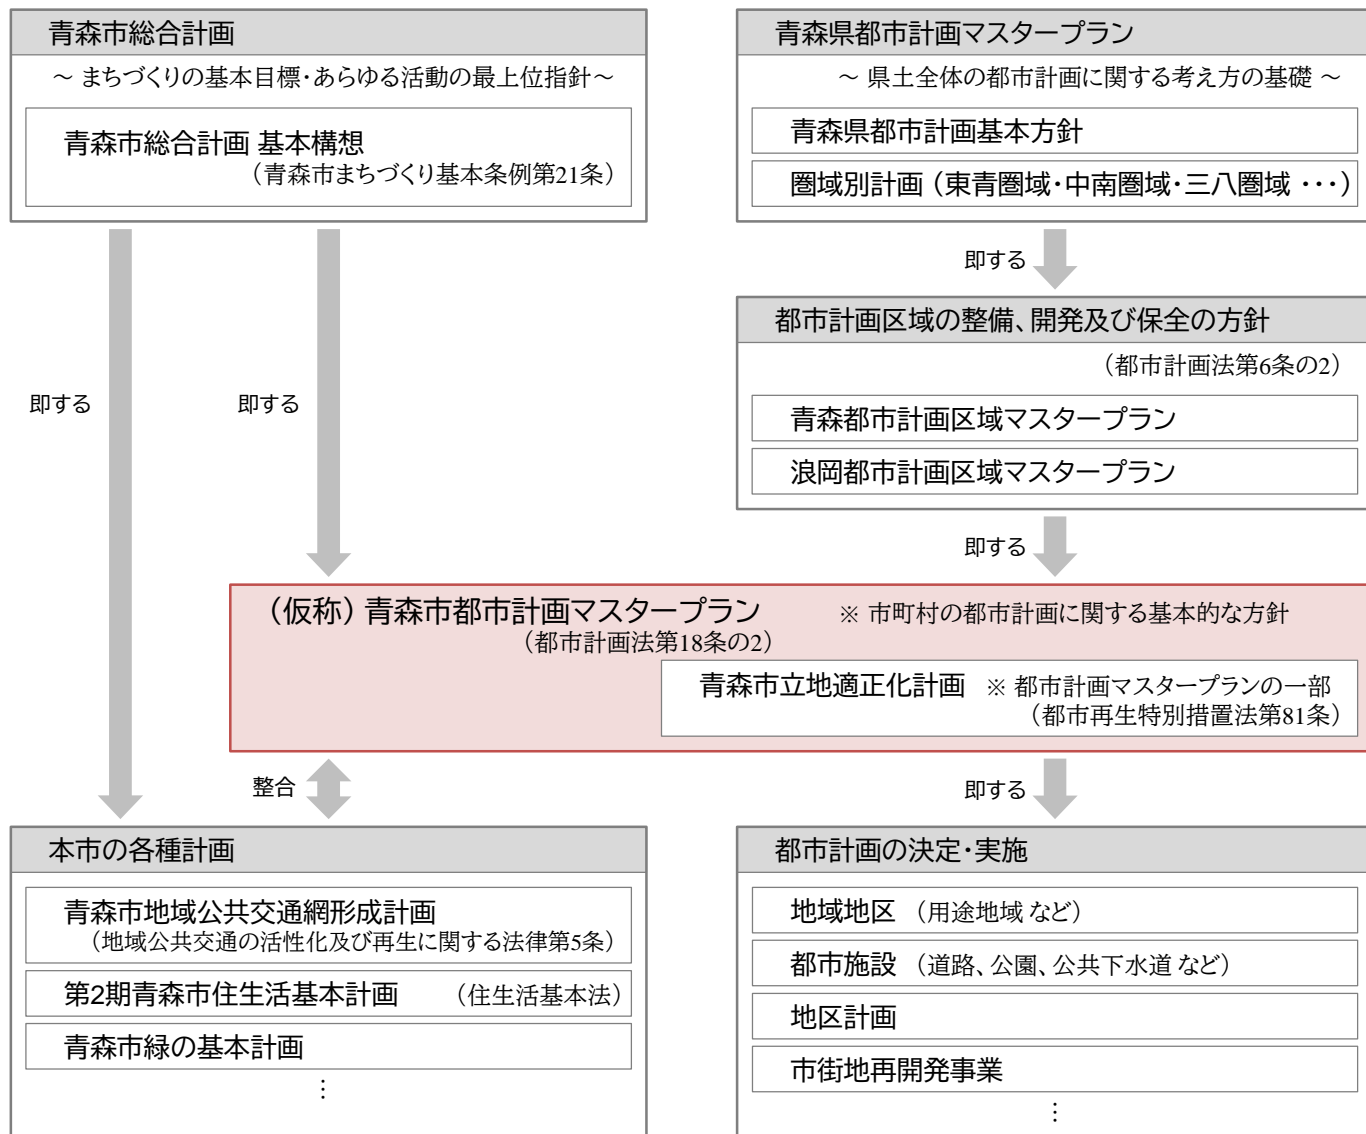 青森市総合計画
～ まちづくりの基本目標・あらゆる活動の最上位指針～
青森市総合計画 基本構想
（青森市まちづくり基本条例第21条）
青森県都市計画マスタープラン
～ 県土全体の都市計画に関する考え方の基礎 ～
青森県都市計画基本方針
圏域別計画（東青圏域・中南圏域・三八圏域 ・・・）
即する
都市計画区域の整備、開発及び保全の方針
（都市計画法第6条の2）
青森都市計画区域マスタープラン
浪岡都市計画区域マスタープラン
即する
即する
即する
（仮称）青森市都市計画マスタープラン ※ 市町村の都市計画に関する基本的な方針
（都市計画法第18条の2）
青森市立地適正化計画 ※ 都市計画マスタープランの一部
（都市再生特別措置法第81条）
整合
即する
本市の各種計画
青森市地域公共交通網形成計画
（地域公共交通の活性化及び再生に関する法律第5条）
第2期青森市住生活基本計画 （住生活基本法）
青森市緑の基本計画
⋮
都市計画の決定・実施
地域地区 （用途地域 など）
都市施設 （道路、公園、公共下水道 など）
地区計画
市街地再開発事業
⋮